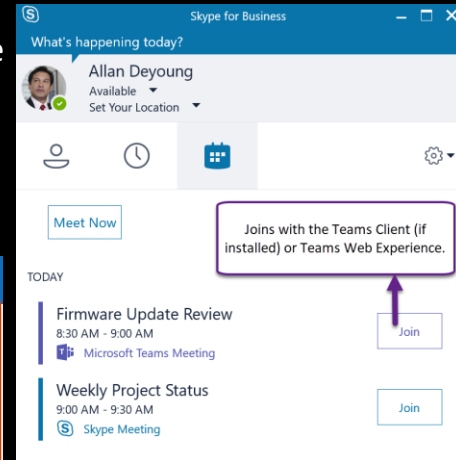 Skype for Business
What's happening today?
Allan Deyoung
Available
Set Your Location
Meet Now
Joins with the Teams Client (if
installed) or Teams Web Experience.
TODAY
Firmware Update Review
8:30 AM - 9:00 AM
Join
Microsoft Teams Meeting
Weekly Project Status
9:00 AM - 9:30 AM
Join
Skype Meeting